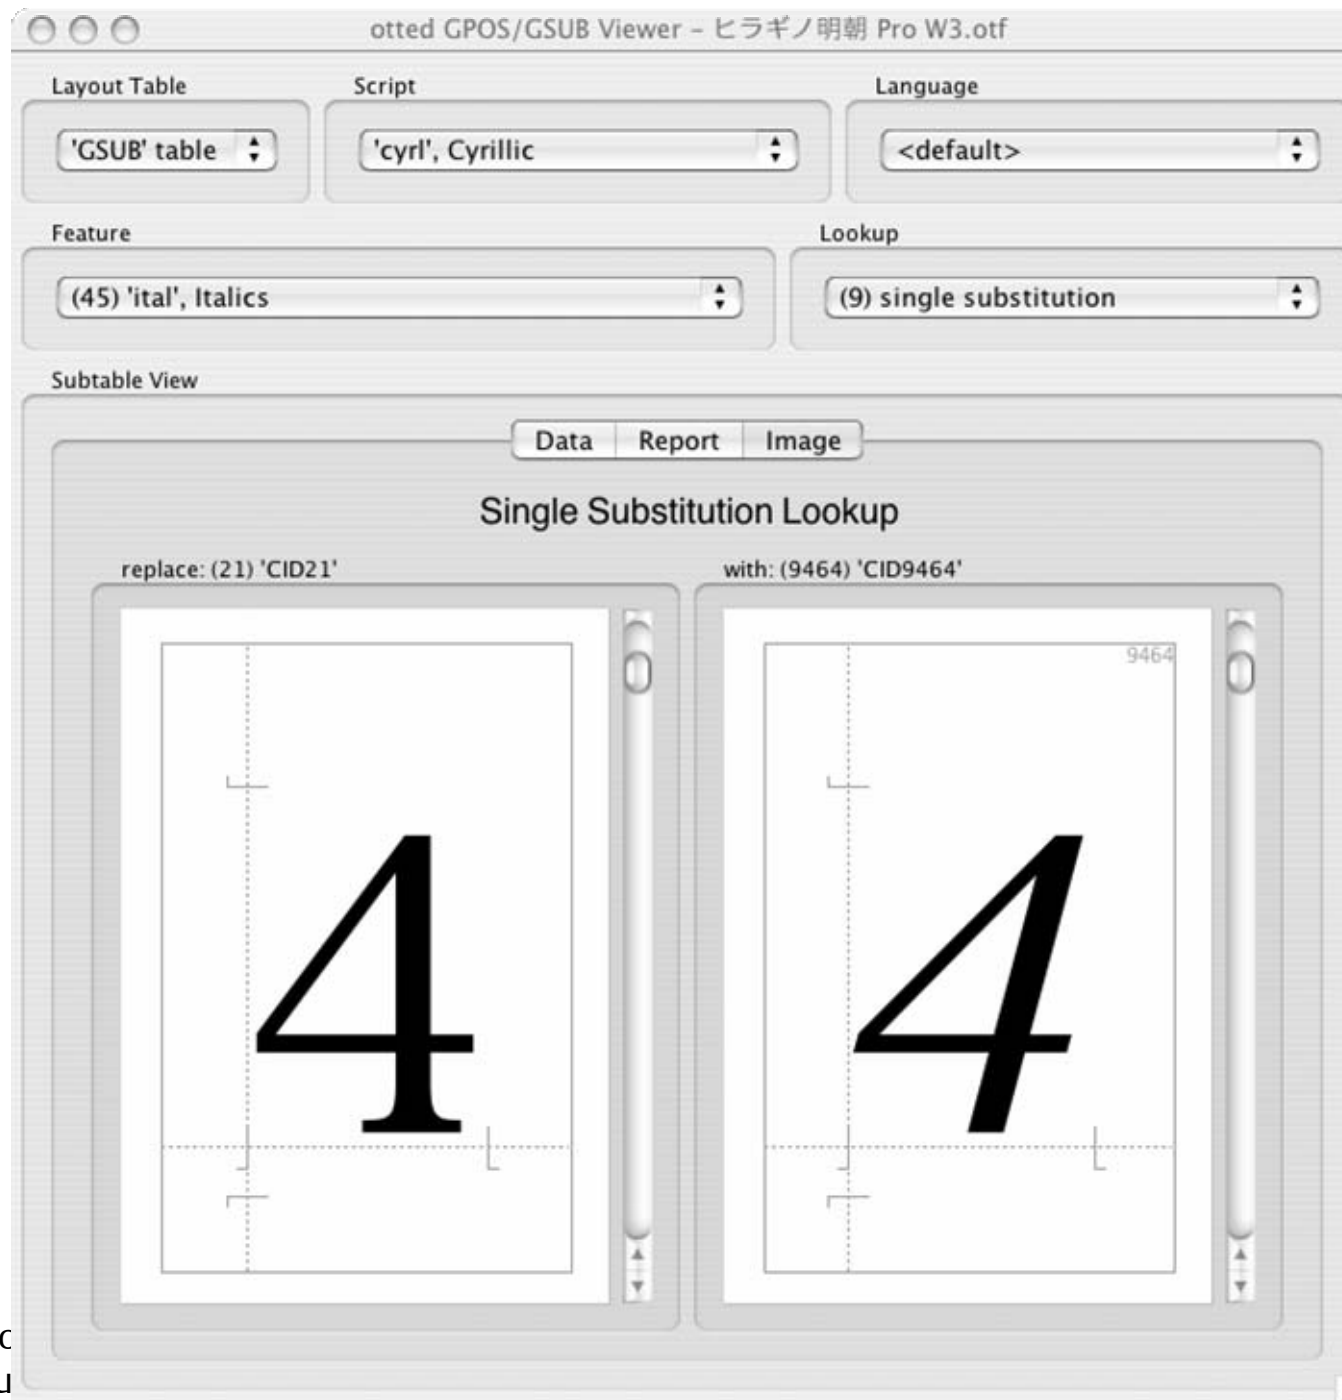 otted GPOS/GSUB Viewer – ヒラギノ明朝 Pro W3.otf
Layout Table Script Language
'GSUB' table 'cyrl', Cyrillic <default>
Feature Lookup
(45) 'ital', Italics (9) single substitution
Subtable View
Data Report Image
Single Substitution Lookup
replace: (21) 'CID21' with: (9464) 'CID9464'
9464
4 4